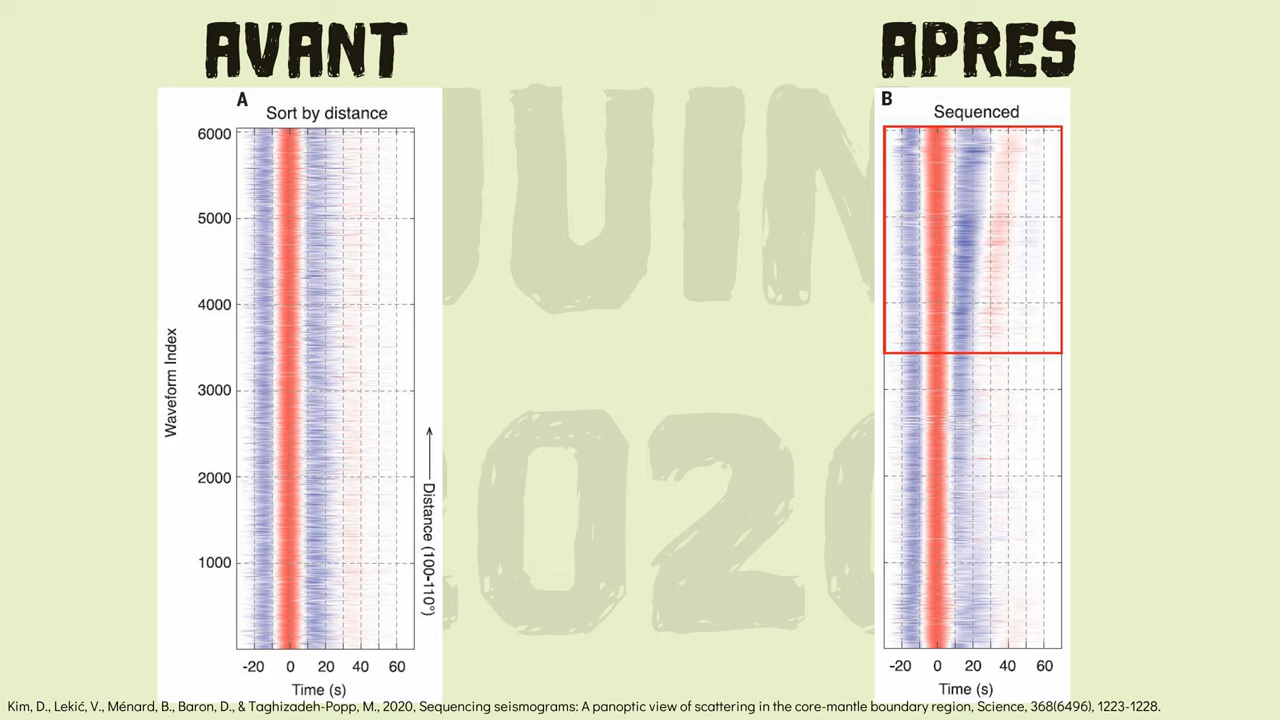 AVANT
APRES
A
Sort by distance
6000
5000
4000
3000
Waveform Index
Distance (100-110°)
-20 0 20 40 60
Time (s)
B
Sequenced
-20 0 20 40 60
Time (s)
Kim, D., Lekić, V., Ménard, B., Baron, D., & Taghizadeh-Popp, M., 2020, Sequencing seismograms: A panoptic view of scattering in the core-mantle boundary region, Science, 368(6496), 1223-1228.